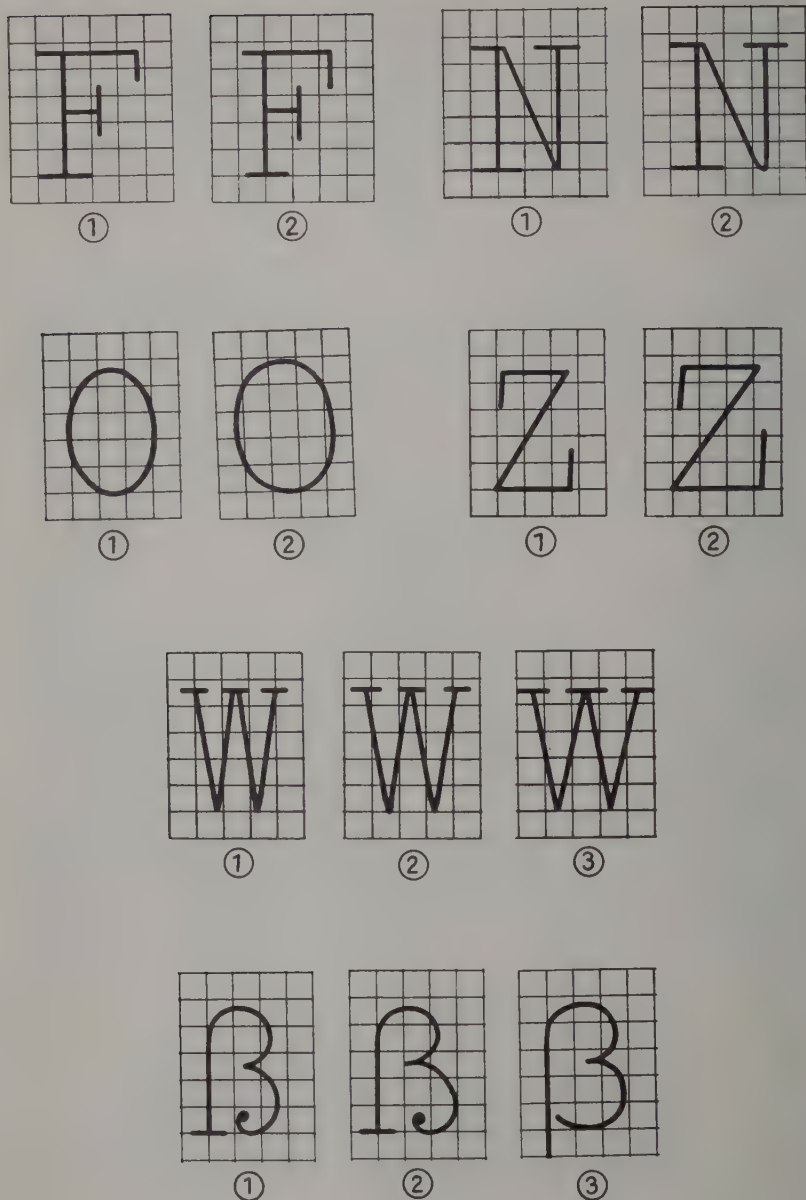 F F N N
① ② ① ②
O O Z Z
① ② ① ②
W W W
① ② ③
ß ß ß
① ② ③